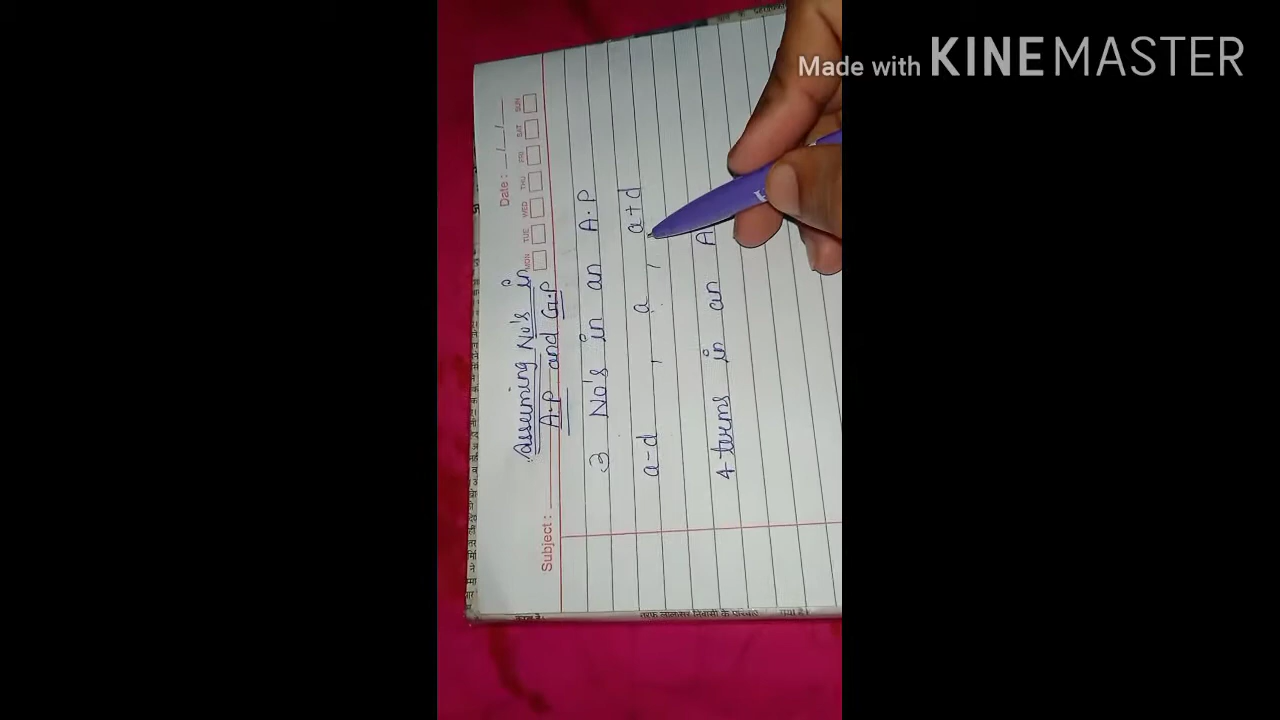 Made with KINEMASTER
Date : / /
MON TUE WED THU FRI SAT SUN
Assuming No's in
Subject : A.P and G.P
3 No's in an A.P
a-d , a , a+d
4 terms in an A